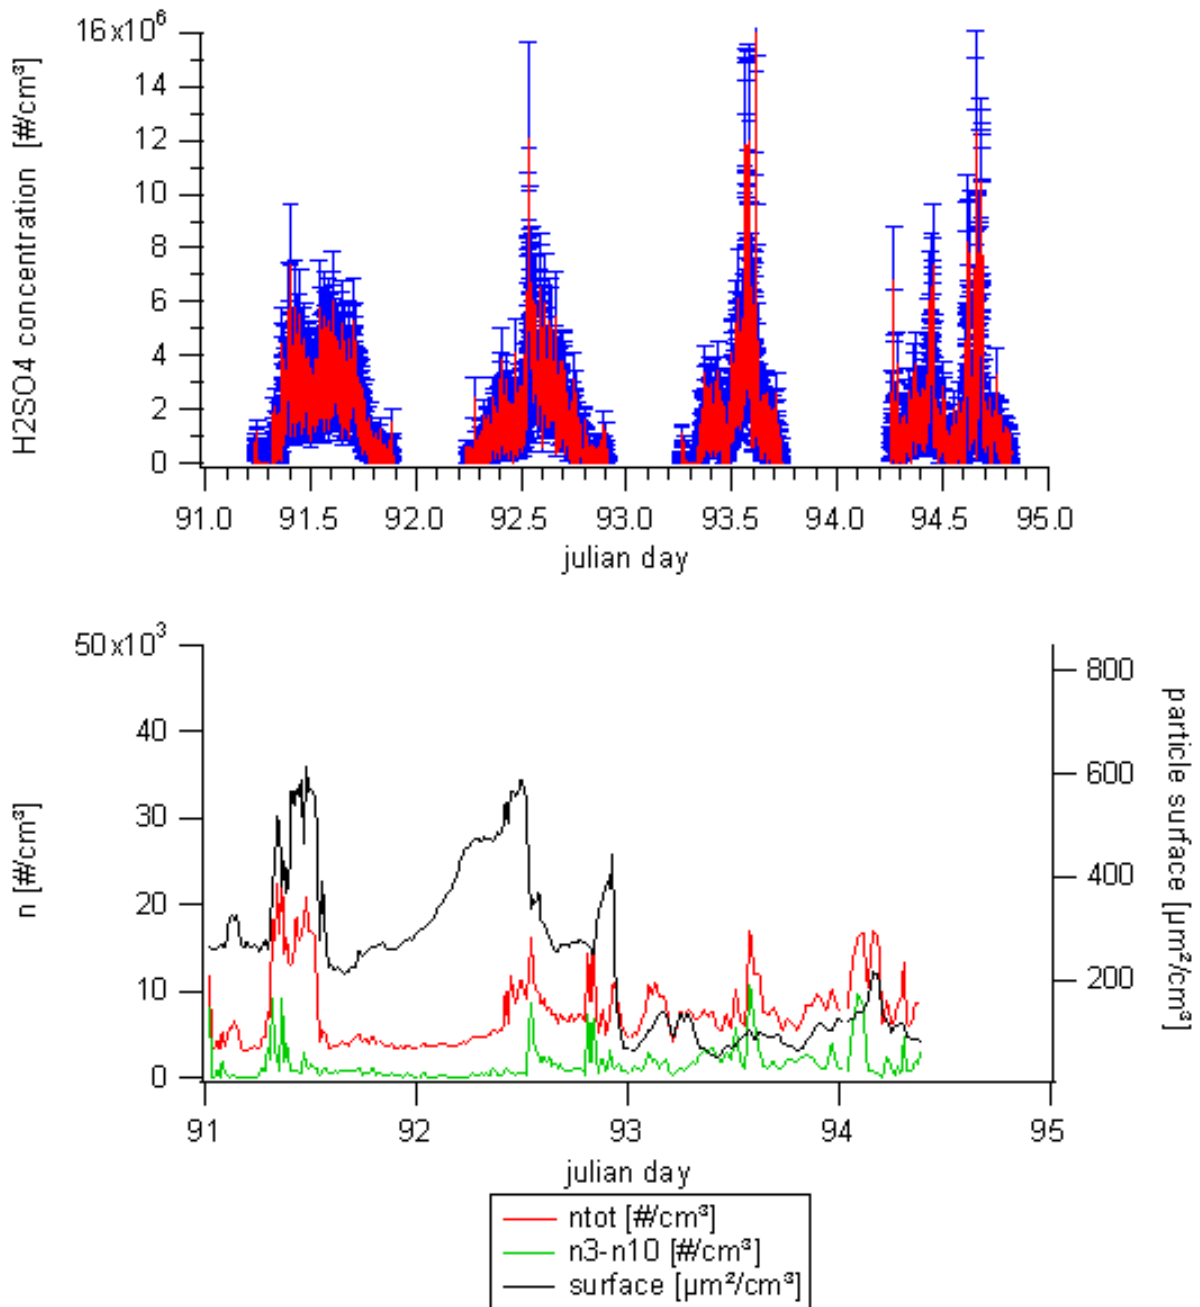 16x10⁶
14
12
10
8
6
4
2
0
H2SO4 concentration [#/cm³]
91.0 91.5 92.0 92.5 93.0 93.5 94.0 94.5 95.0
julian day
50x10³
40
30
20
10
0
n [#/cm³]
800
600
400
200
particle surface [µm²/cm³]
91 92 93 94 95
julian day
ntot [#/cm³]
n3-n10 [#/cm³]
surface [µm²/cm³]